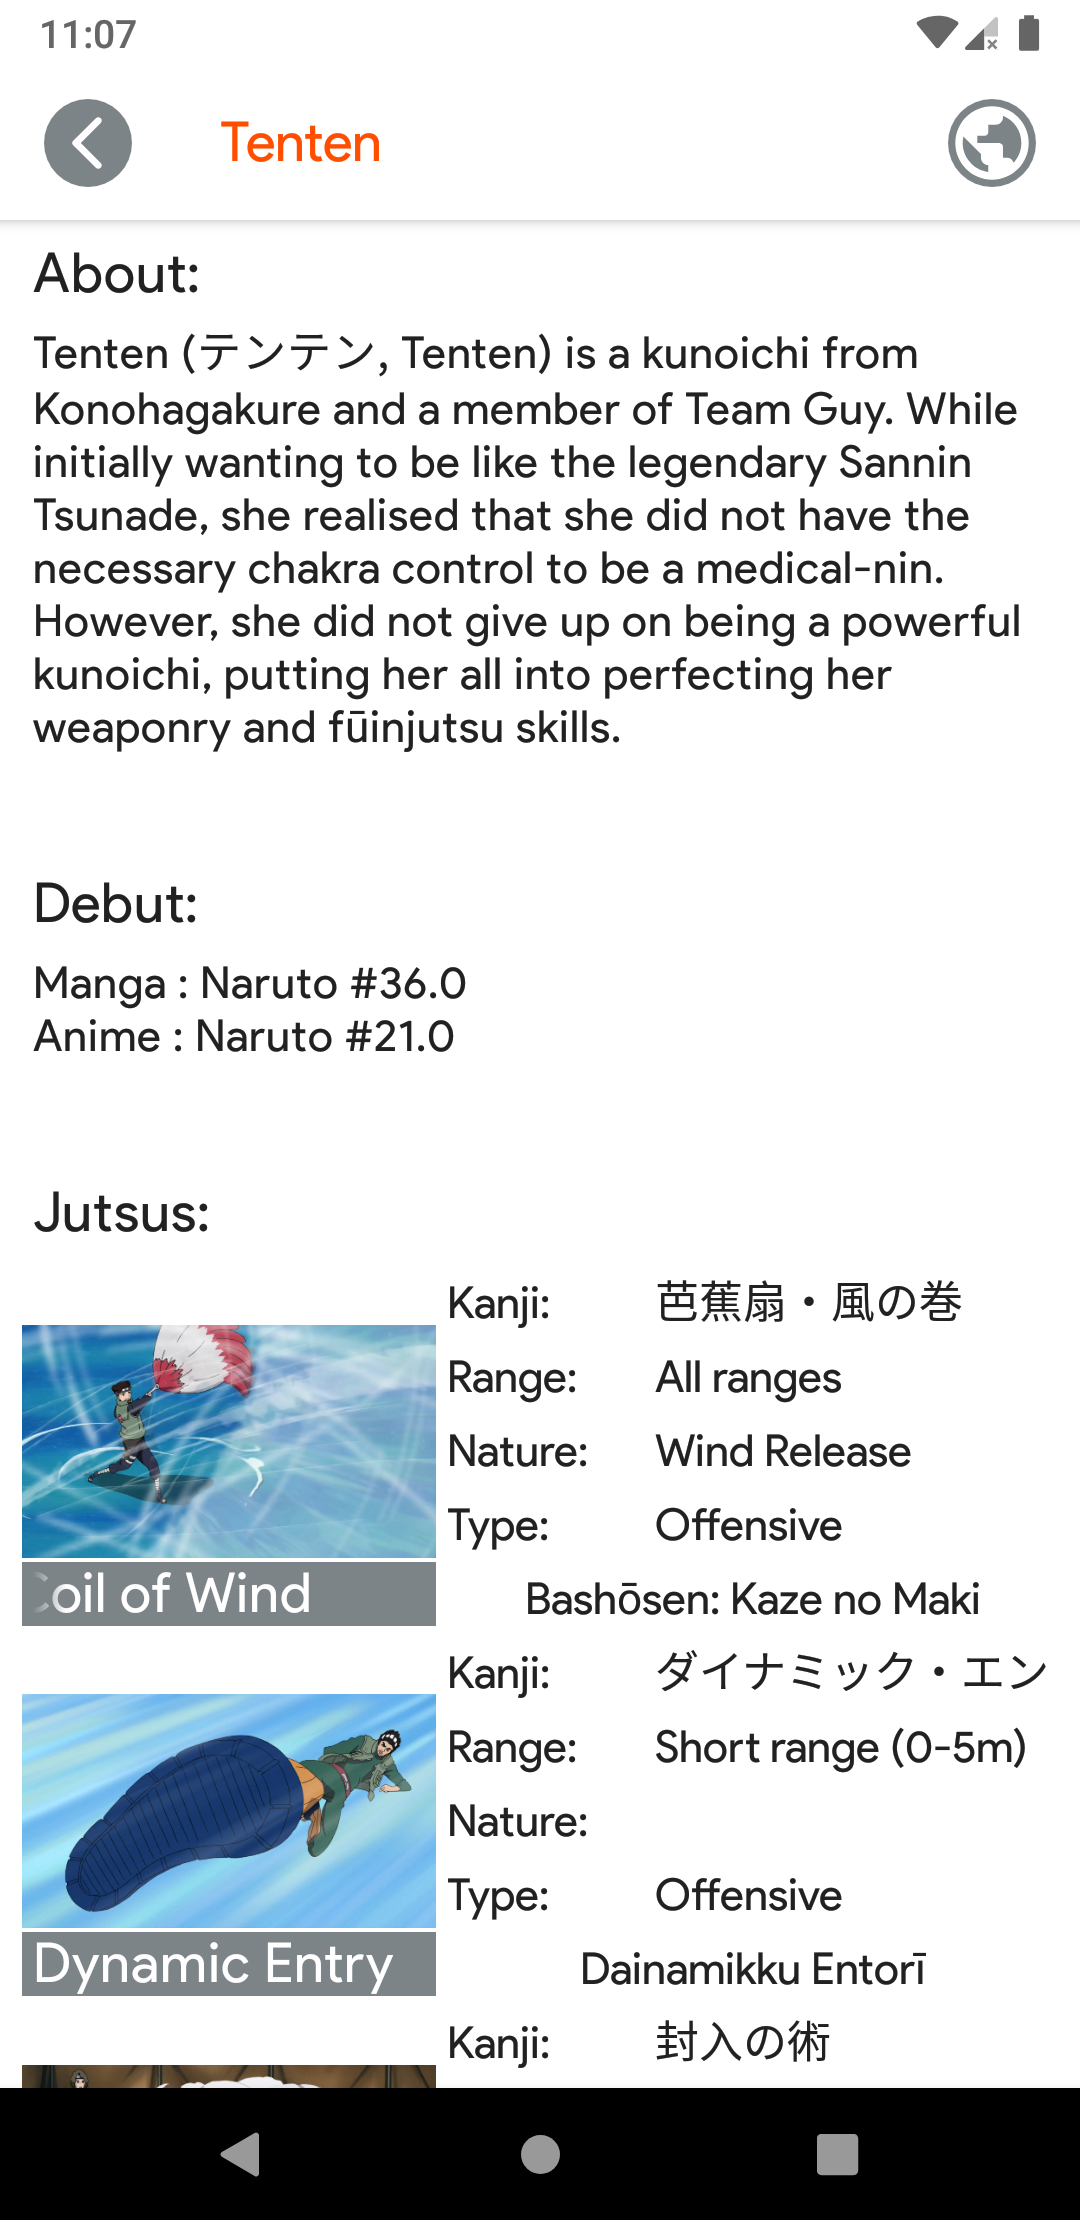 11:07
Tenten
About:
Tenten (テンテン, Tenten) is a kunoichi from
Konohagakure and a member of Team Guy. While
initially wanting to be like the legendary Sannin
Tsunade, she realised that she did not have the
necessary chakra control to be a medical-nin.
However, she did not give up on being a powerful
kunoichi, putting her all into perfecting her
weaponry and fūinjutsu skills.
Debut:
Manga : Naruto #36.0
Anime : Naruto #21.0
Jutsus:
Kanji: 芭蕉扇・風の巻
Range: All ranges
Nature: Wind Release
Type: Offensive
Coil of Wind
Bashōsen: Kaze no Maki
Kanji: ダイナミック・エン
Range: Short range (0-5m)
Nature:
Type: Offensive
Dynamic Entry
Dainamikku Entorī
Kanji: 封入の術